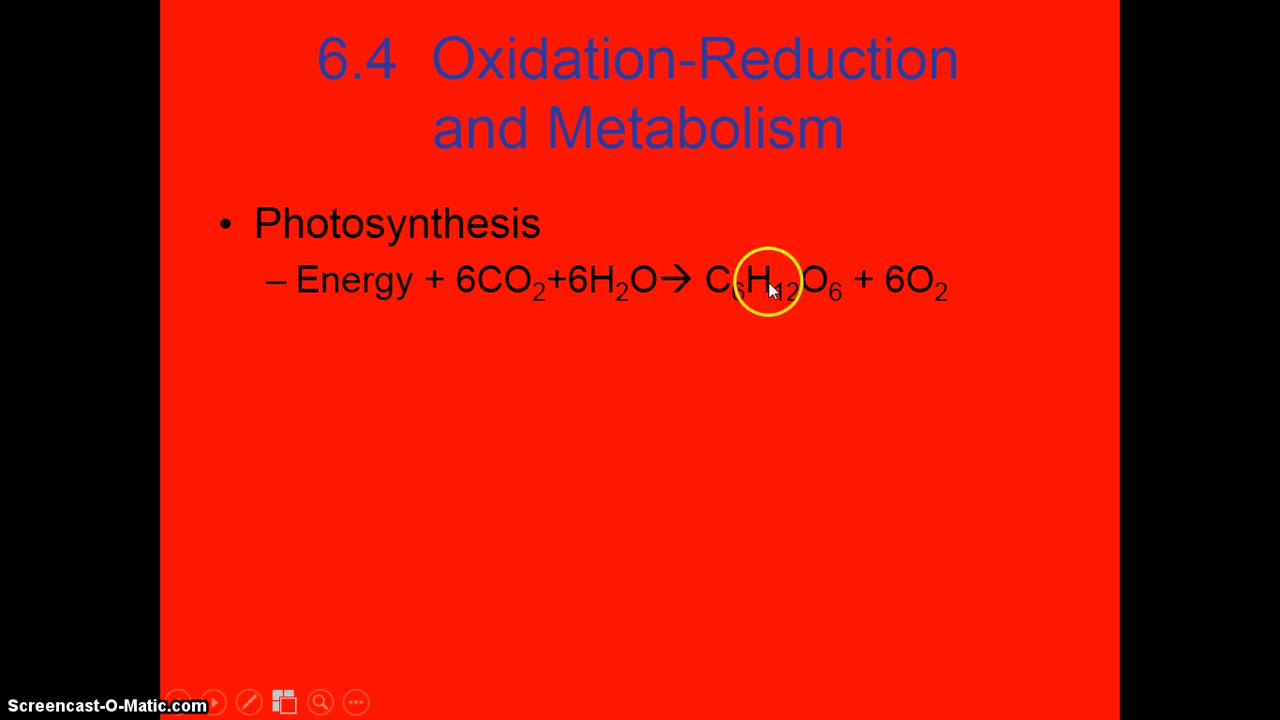 6.4 Oxidation-Reduction
and Metabolism
• Photosynthesis
– Energy + 6CO₂+6H₂O→ C₆H₁₂O₆ + 6O₂
Screencast-O-Matic.com